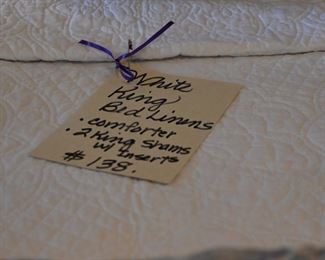 White
King
Bed Linens
• comforter
• 2 King Shams
w/ Inserts
$ 138.